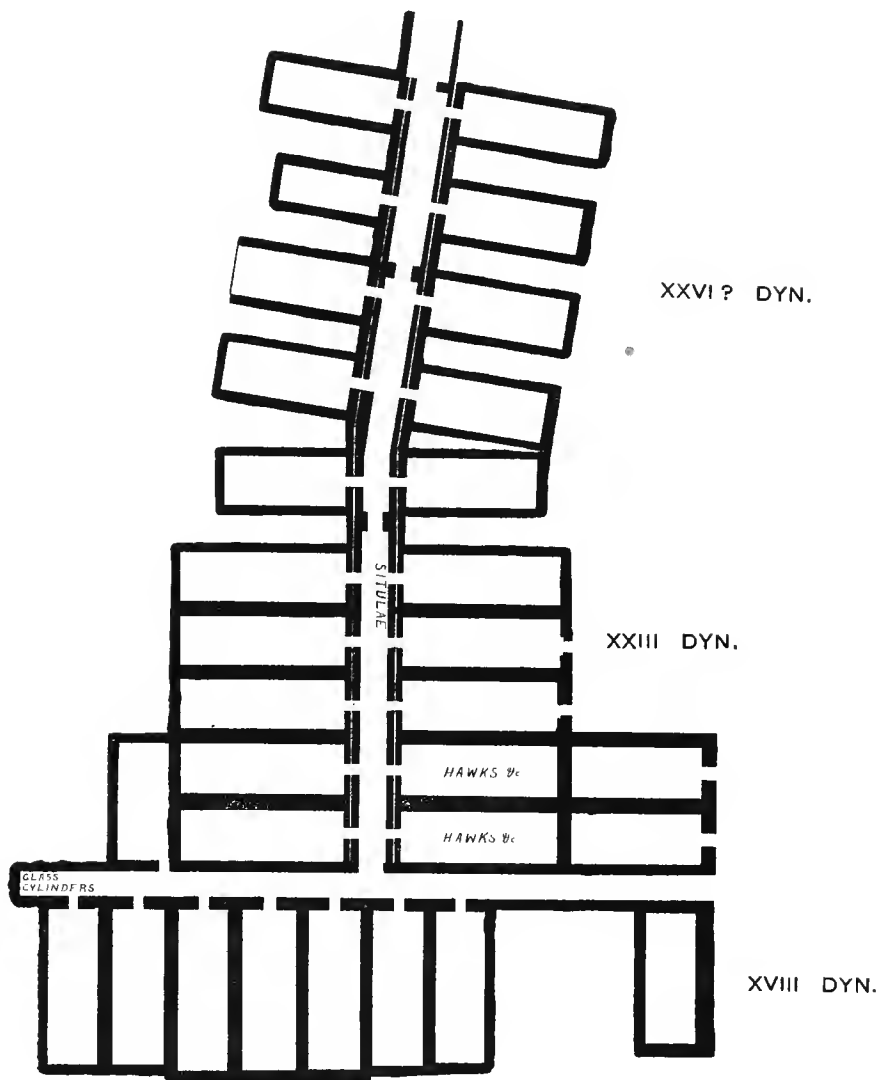 XXVI ? DYN.
SITULAE
XXIII DYN.
HAWKS &c
HAWKS &c
GLASS
CYLINDERS
XVIII DYN.